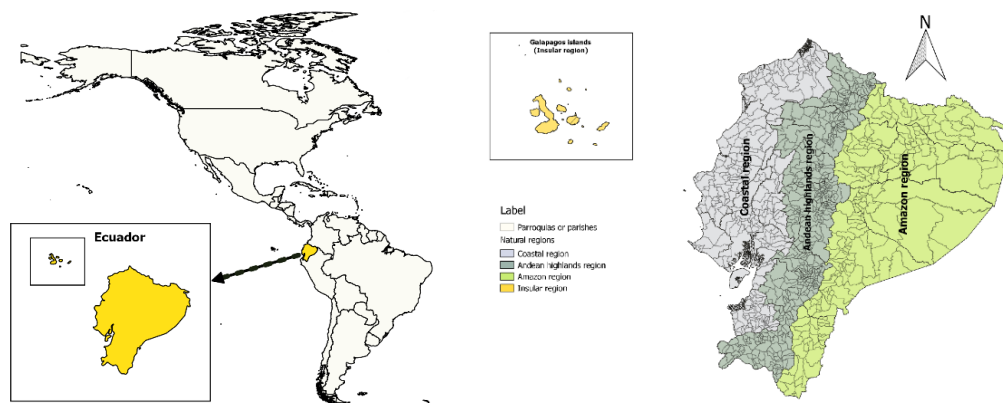 Galapagos Islands
(Insular region)
N
Ecuador
Label
Parroquias or parishes
Natural regions
Coastal region
Andean highlands region
Amazon region
Insular region
Coastal region
Andean highlands region
Amazon region